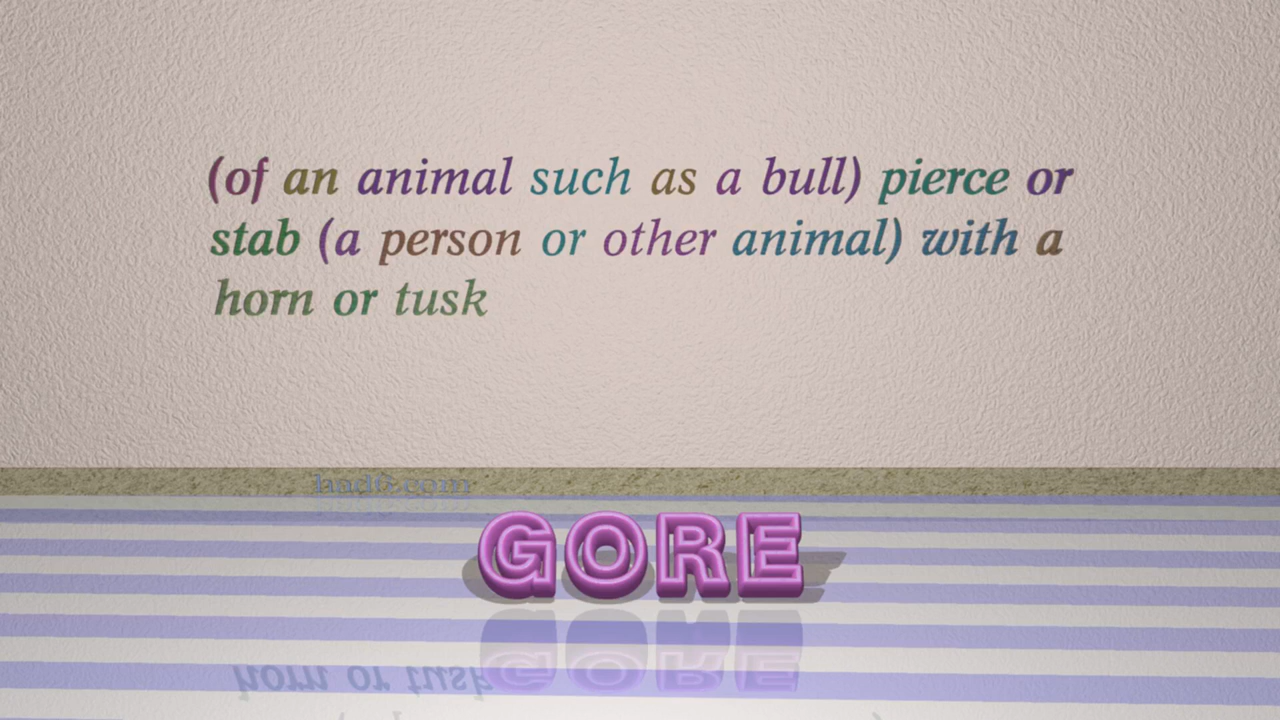 (of an animal such as a bull) pierce or
stab (a person or other animal) with a
horn or tusk
GORE